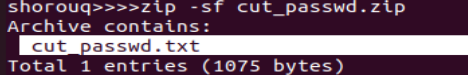 shorouq>>>>zip -sf cut_passwd.zip
Archive contains:
  cut_passwd.txt
Total 1 entries (1075 bytes)